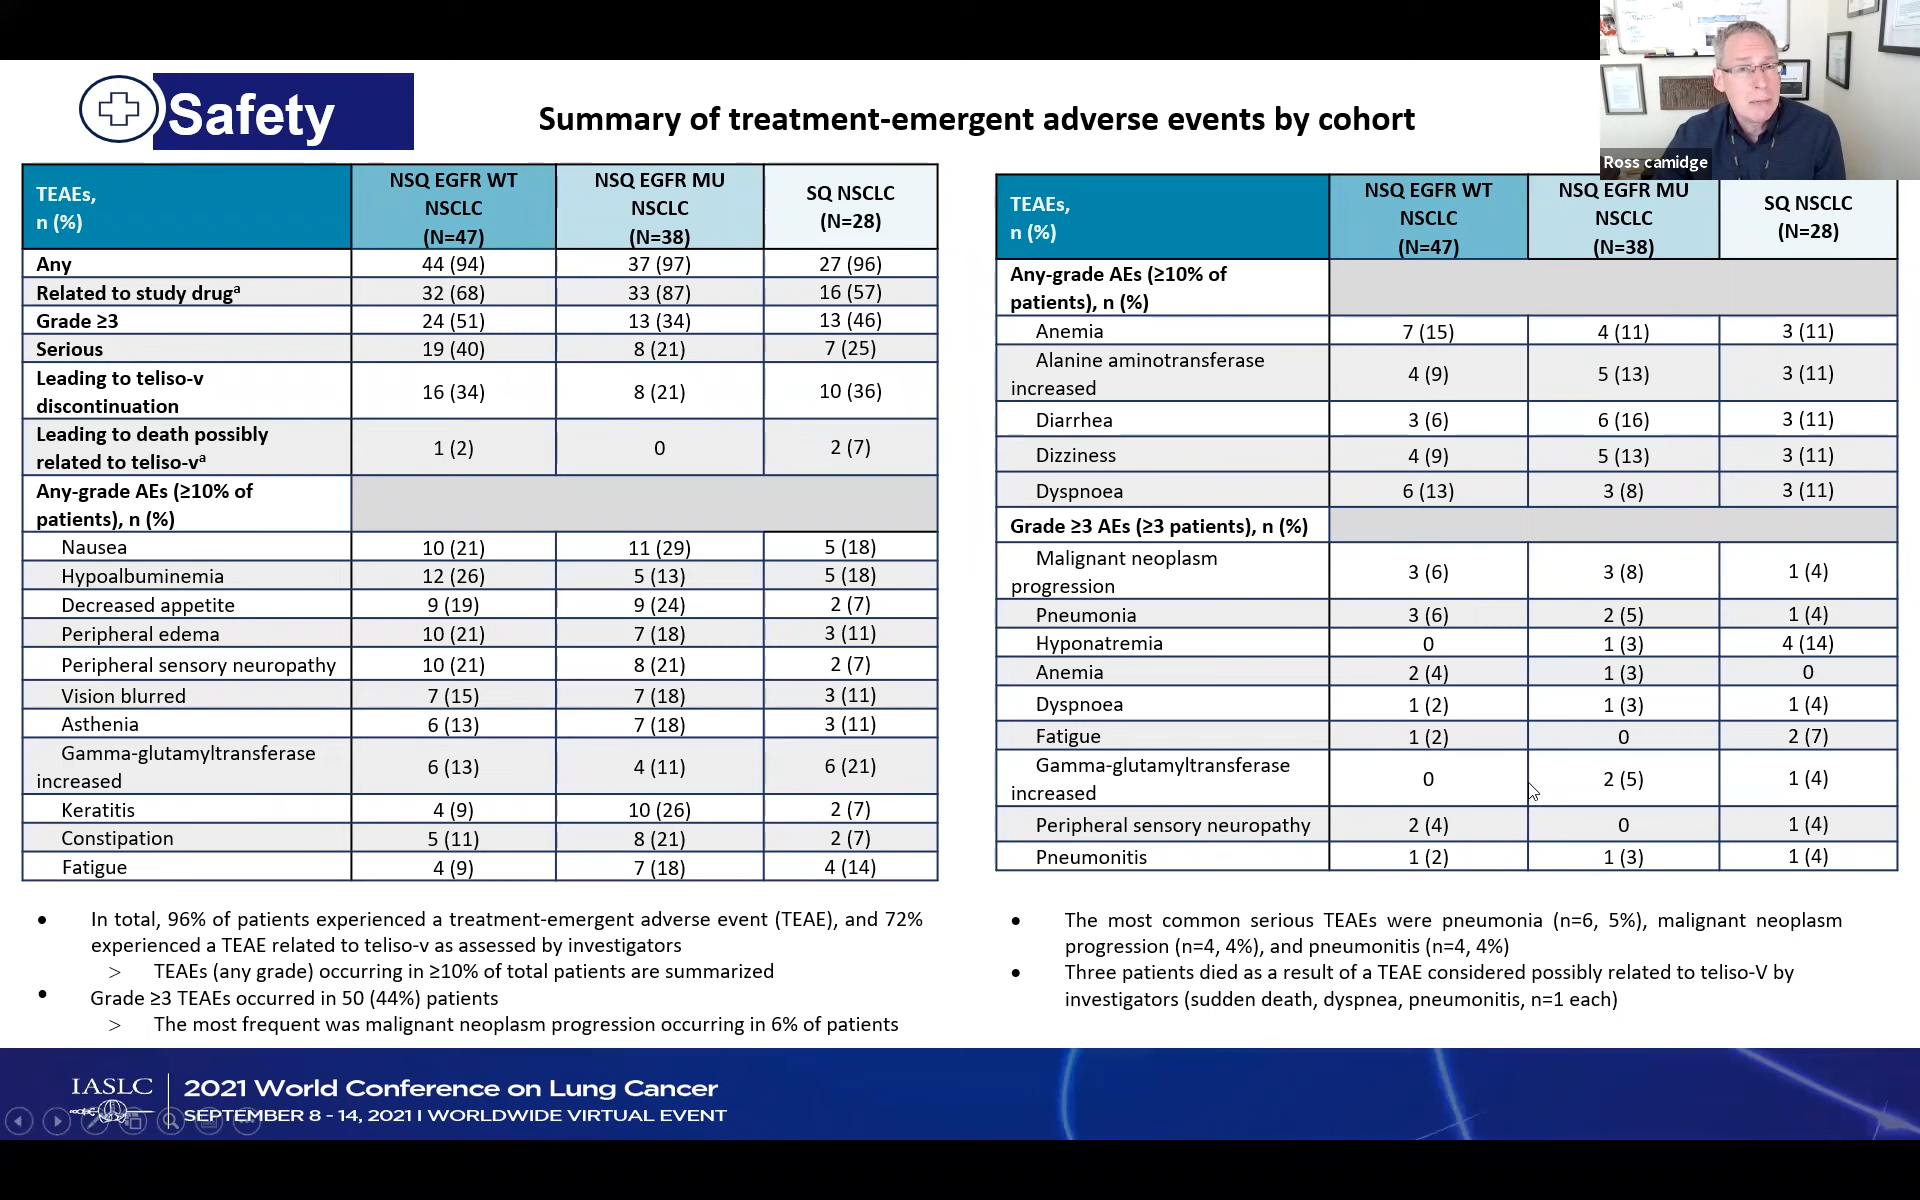 Safety
Summary of treatment-emergent adverse events by cohort
Ross camidge
TEAEs,
n (%)
NSQ EGFR WT
NSCLC
(N=47)
NSQ EGFR MU
NSCLC
(N=38)
SQ NSCLC
(N=28)
Any 44 (94) 37 (97) 27 (96)
Related to study drugᵃ 32 (68) 33 (87) 16 (57)
Grade ≥3 24 (51) 13 (34) 13 (46)
Serious 19 (40) 8 (21) 7 (25)
Leading to teliso-v
discontinuation 16 (34) 8 (21) 10 (36)
Leading to death possibly
related to teliso-vᵃ 1 (2) 0 2 (7)
Any-grade AEs (≥10% of
patients), n (%)
Nausea 10 (21) 11 (29) 5 (18)
Hypoalbuminemia 12 (26) 5 (13) 5 (18)
Decreased appetite 9 (19) 9 (24) 2 (7)
Peripheral edema 10 (21) 7 (18) 3 (11)
Peripheral sensory neuropathy 10 (21) 8 (21) 2 (7)
Vision blurred 7 (15) 7 (18) 3 (11)
Asthenia 6 (13) 7 (18) 3 (11)
Gamma-glutamyltransferase
increased 6 (13) 4 (11) 6 (21)
Keratitis 4 (9) 10 (26) 2 (7)
Constipation 5 (11) 8 (21) 2 (7)
Fatigue 4 (9) 7 (18) 4 (14)
TEAEs,
n (%)
NSQ EGFR WT
NSCLC
(N=47)
NSQ EGFR MU
NSCLC
(N=38)
SQ NSCLC
(N=28)
Any-grade AEs (≥10% of
patients), n (%)
Anemia 7 (15) 4 (11) 3 (11)
Alanine aminotransferase
increased 4 (9) 5 (13) 3 (11)
Diarrhea 3 (6) 6 (16) 3 (11)
Dizziness 4 (9) 5 (13) 3 (11)
Dyspnoea 6 (13) 3 (8) 3 (11)
Grade ≥3 AEs (≥3 patients), n (%)
Malignant neoplasm
progression 3 (6) 3 (8) 1 (4)
Pneumonia 3 (6) 2 (5) 1 (4)
Hyponatremia 0 1 (3) 4 (14)
Anemia 2 (4) 1 (3) 0
Dyspnoea 1 (2) 1 (3) 1 (4)
Fatigue 1 (2) 0 2 (7)
Gamma-glutamyltransferase
increased 0 2 (5) 1 (4)
Peripheral sensory neuropathy 2 (4) 0 1 (4)
Pneumonitis 1 (2) 1 (3) 1 (4)
• In total, 96% of patients experienced a treatment-emergent adverse event (TEAE), and 72%
experienced a TEAE related to teliso-v as assessed by investigators
> TEAEs (any grade) occurring in ≥10% of total patients are summarized
• Grade ≥3 TEAEs occurred in 50 (44%) patients
> The most frequent was malignant neoplasm progression occurring in 6% of patients
• The most common serious TEAEs were pneumonia (n=6, 5%), malignant neoplasm
progression (n=4, 4%), and pneumonitis (n=4, 4%)
• Three patients died as a result of a TEAE considered possibly related to teliso-V by
investigators (sudden death, dyspnea, pneumonitis, n=1 each)
IASLC
2021 World Conference on Lung Cancer
SEPTEMBER 8 - 14, 2021 I WORLDWIDE VIRTUAL EVENT